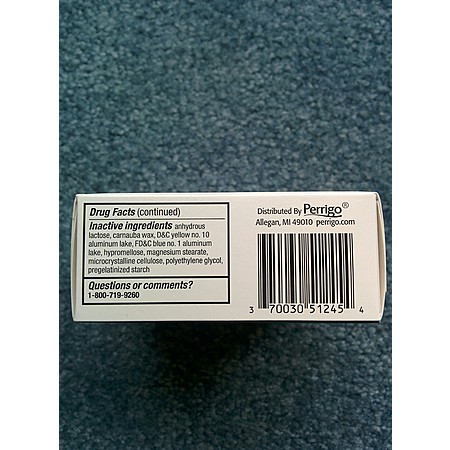 Drug Facts (continued)
Inactive ingredients anhydrous
lactose, carnauba wax, D&C yellow no. 10
aluminum lake, FD&C blue no. 1 aluminum
lake, hypromellose, magnesium stearate,
microcrystalline cellulose, polyethylene glycol,
pregelatinized starch
Questions or comments?
1-800-719-9260
Distributed By Perrigo®
Allegan, MI 49010 perrigo.com
3 70030 51245 4